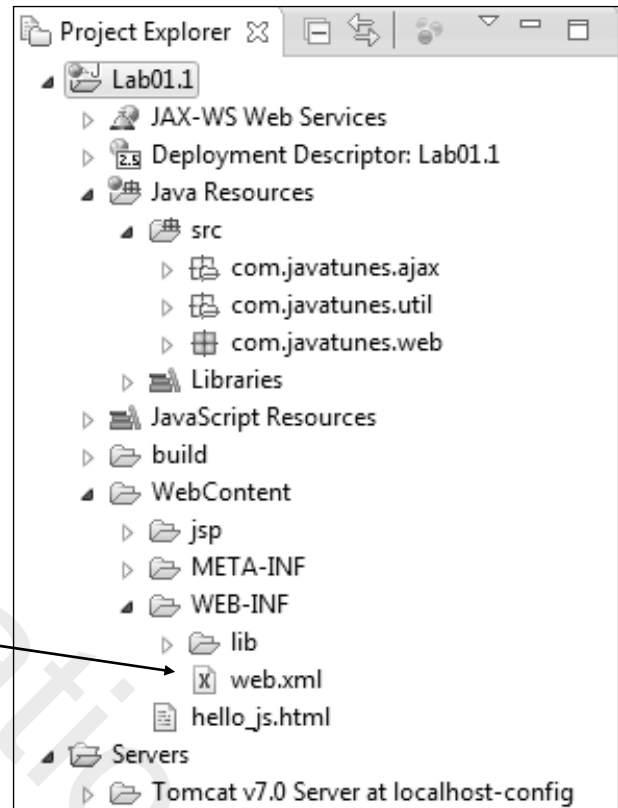 Project Explorer
Lab01.1
JAX-WS Web Services
2.5 Deployment Descriptor: Lab01.1
Java Resources
src
com.javatunes.ajax
com.javatunes.util
com.javatunes.web
Libraries
JavaScript Resources
build
WebContent
jsp
META-INF
WEB-INF
lib
X web.xml
hello_js.html
Servers
Tomcat v7.0 Server at localhost-config